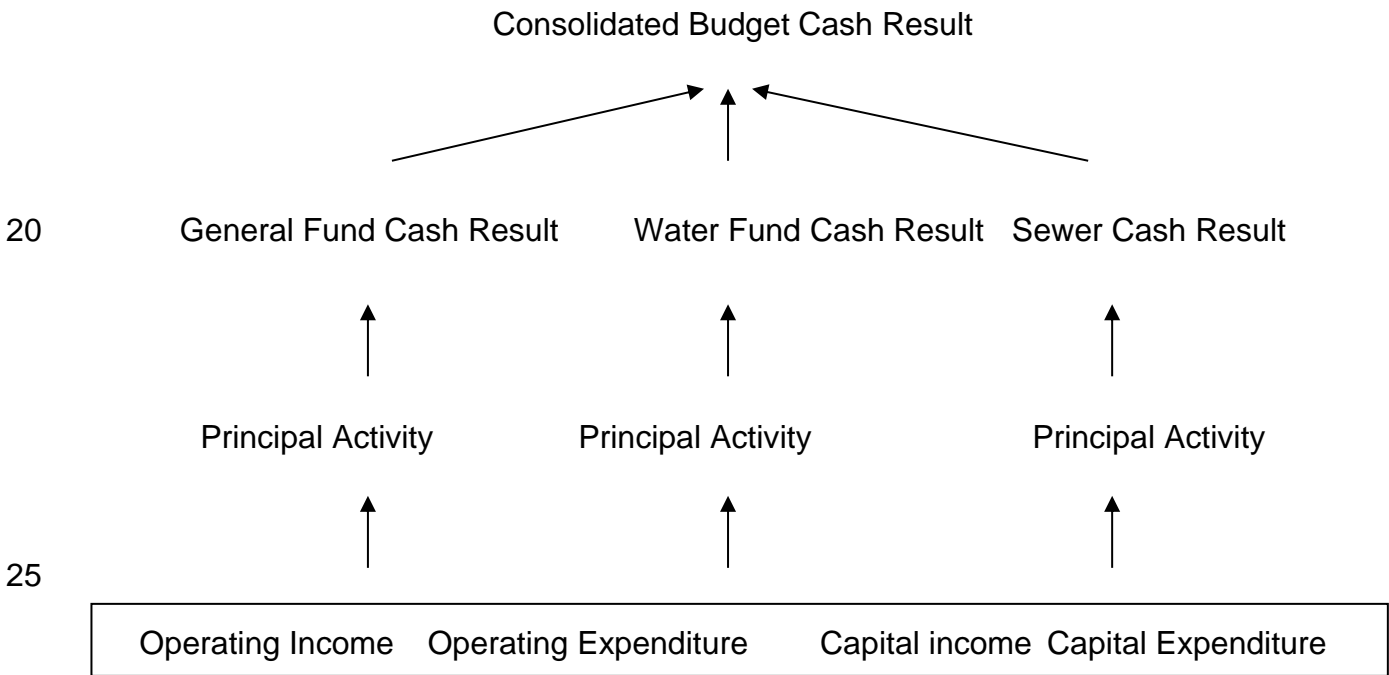 Consolidated Budget Cash Result
20 General Fund Cash Result Water Fund Cash Result Sewer Cash Result
Principal Activity Principal Activity Principal Activity
25
Operating Income Operating Expenditure Capital income Capital Expenditure